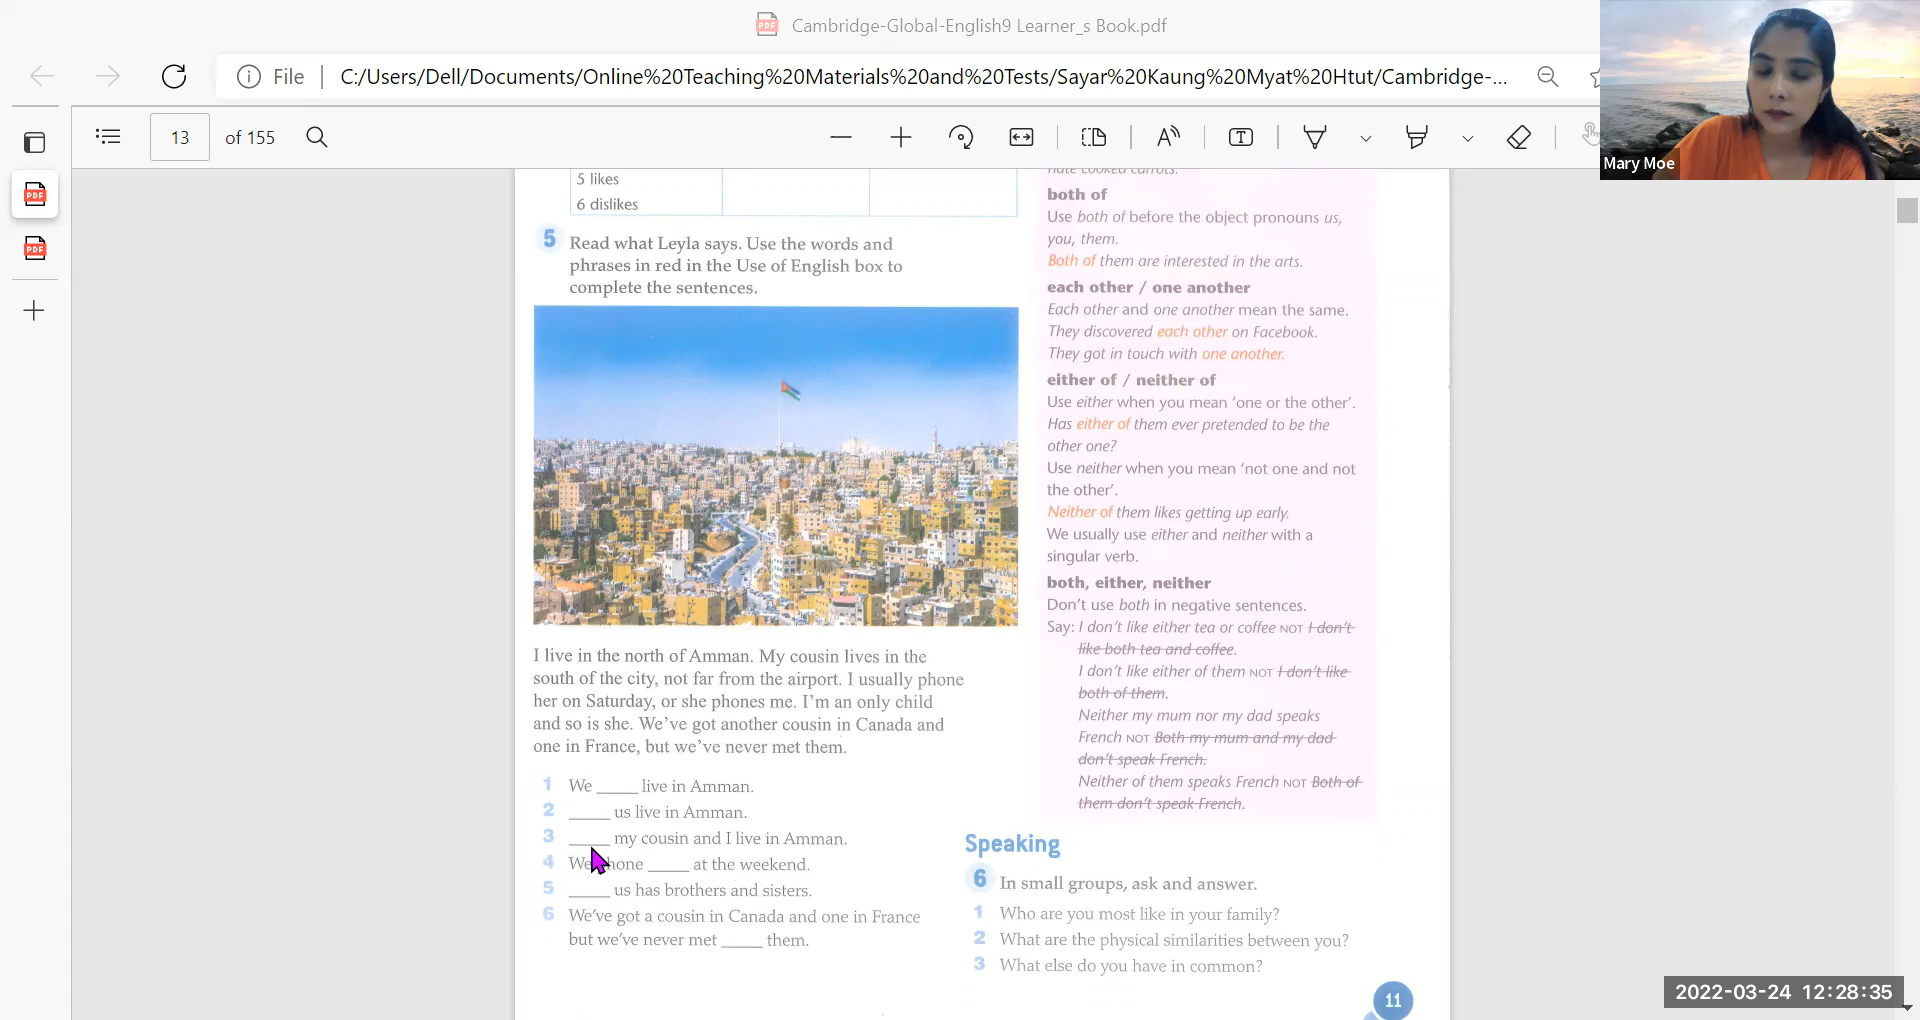 Cambridge-Global-English9 Learner_s Book.pdf
File
C:/Users/Dell/Documents/Online%20Teaching%20Materials%20and%20Tests/Sayar%20Kaung%20Myat%20Htut/Cambridge-...
13 of 155
Mary Moe
5 likes
6 dislikes
5 Read what Leyla says. Use the words and
phrases in red in the Use of English box to
complete the sentences.
I live in the north of Amman. My cousin lives in the
south of the city, not far from the airport. I usually phone
her on Saturday, or she phones me. I'm an only child
and so is she. We've got another cousin in Canada and
one in France, but we've never met them.
1 We _____ live in Amman.
2 _____ us live in Amman.
3 _____ my cousin and I live in Amman.
4 We phone _____ at the weekend.
5 _____ us has brothers and sisters.
6 We've got a cousin in Canada and one in France
but we've never met _____ them.
hate cooked carrots.
both of
Use both of before the object pronouns us,
you, them.
Both of them are interested in the arts.
each other / one another
Each other and one another mean the same.
They discovered each other on Facebook.
They got in touch with one another.
either of / neither of
Use either when you mean 'one or the other'.
Has either of them ever pretended to be the
other one?
Use neither when you mean 'not one and not
the other'.
Neither of them likes getting up early.
We usually use either and neither with a
singular verb.
both, either, neither
Don't use both in negative sentences.
Say: I don't like either tea or coffee NOT I don't
like both tea and coffee.
I don't like either of them NOT I don't like
both of them.
Neither my mum nor my dad speaks
French NOT Both my mum and my dad
don't speak French.
Neither of them speaks French NOT Both of
them don't speak French.
Speaking
6 In small groups, ask and answer.
1 Who are you most like in your family?
2 What are the physical similarities between you?
3 What else do you have in common?
11
2022-03-24 12:28:35